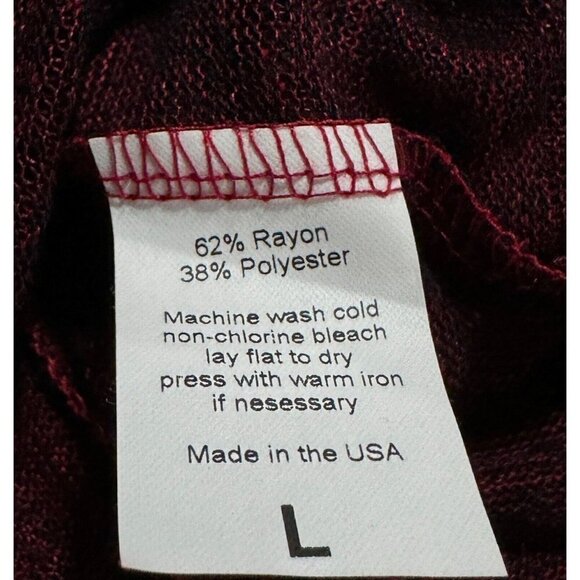 62% Rayon
38% Polyester
Machine wash cold
non-chlorine bleach
lay flat to dry
press with warm iron
if nesessary
Made in the USA
L